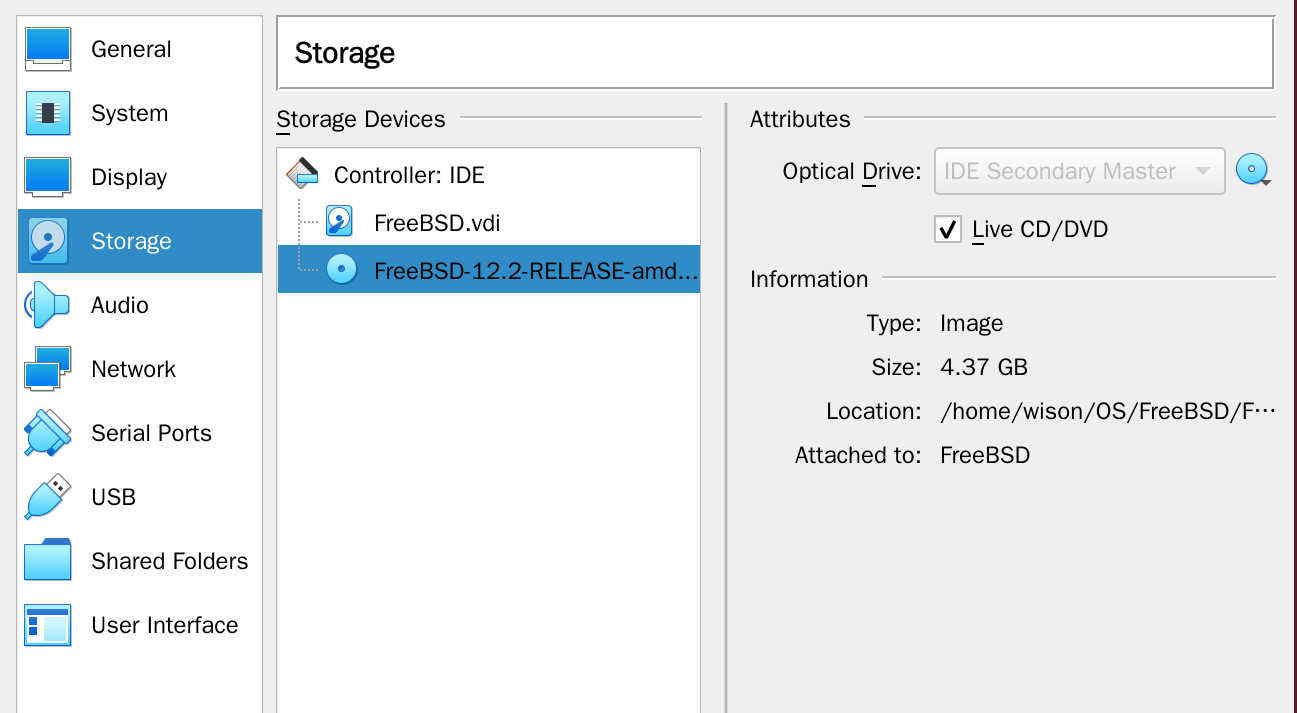 General
System
Display
Storage
Audio
Network
Serial Ports
USB
Shared Folders
User Interface
Storage
Storage Devices
Controller: IDE
FreeBSD.vdi
FreeBSD-12.2-RELEASE-amd...
Attributes
Optical Drive: IDE Secondary Master
Live CD/DVD
Information
Type: Image
Size: 4.37 GB
Location: /home/wison/OS/FreeBSD/F···
Attached to: FreeBSD